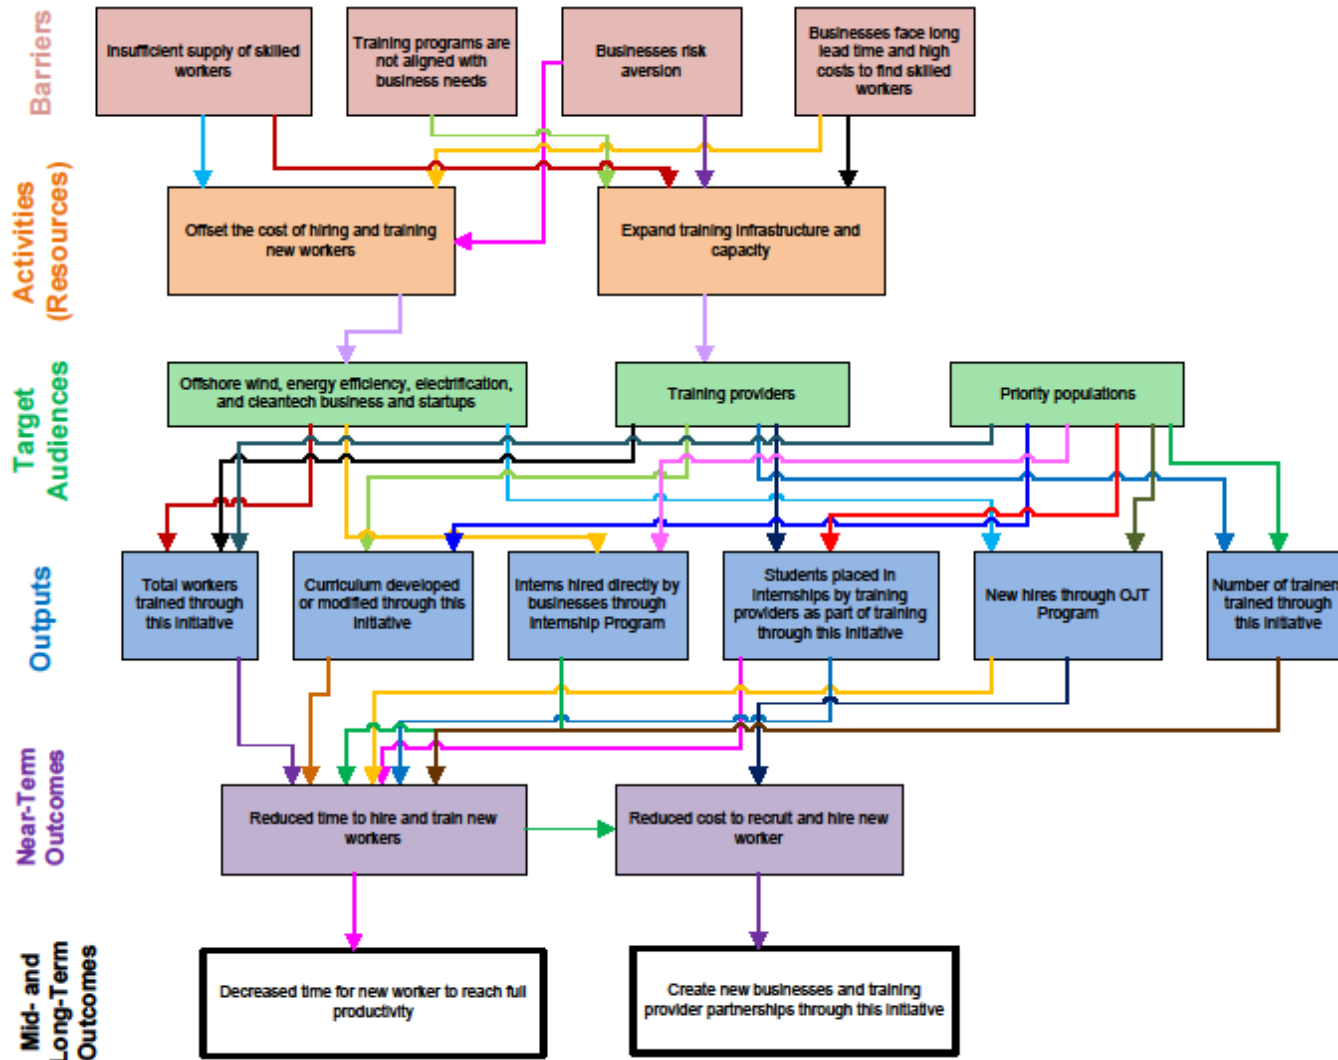 Barriers
Insufficient supply of skilled
workers
Training programs are
not aligned with
business needs
Businesses risk
aversion
Businesses face long
lead time and high
costs to find skilled
workers
Activities
(Resources)
Offset the cost of hiring and training
new workers
Expand training infrastructure and
capacity
Target
Audiences
Offshore wind, energy efficiency, electrification,
and cleantech business and startups
Training providers
Priority populations
Outputs
Total workers
trained through
this initiative
Curriculum developed
or modified through this
initiative
Interns hired directly by
businesses through
Internship Program
Students placed in
internships by training
providers as part of training
through this initiative
New hires through OJT
Program
Number of trainers
trained through
this initiative
Near-Term
Outcomes
Reduced time to hire and train new
workers
Reduced cost to recruit and hire new
worker
Mid- and
Long-Term
Outcomes
Decreased time for new worker to reach full
productivity
Create new businesses and training
provider partnerships through this initiative